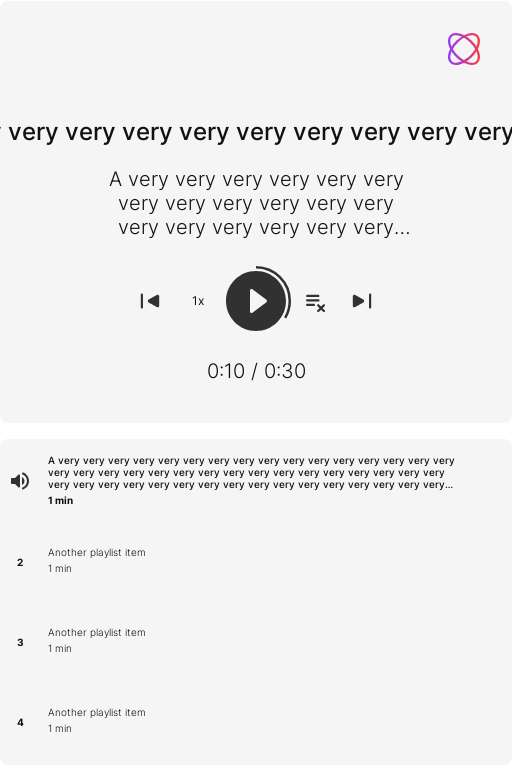 very very very very very very very very very
A very very very very very very
very very very very very very
very very very very very very...
1x
0:10 / 0:30
A very very very very very very very very very very very very very very very very
very very very very very very very very very very very very very very very very
very very very very very very very very very very very very very very very very...
1 min
2
Another playlist item
1 min
3
Another playlist item
1 min
4
Another playlist item
1 min